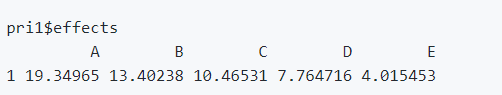 pri1$effects
A B C D E
1 19.34965 13.40238 10.46531 7.764716 4.015453